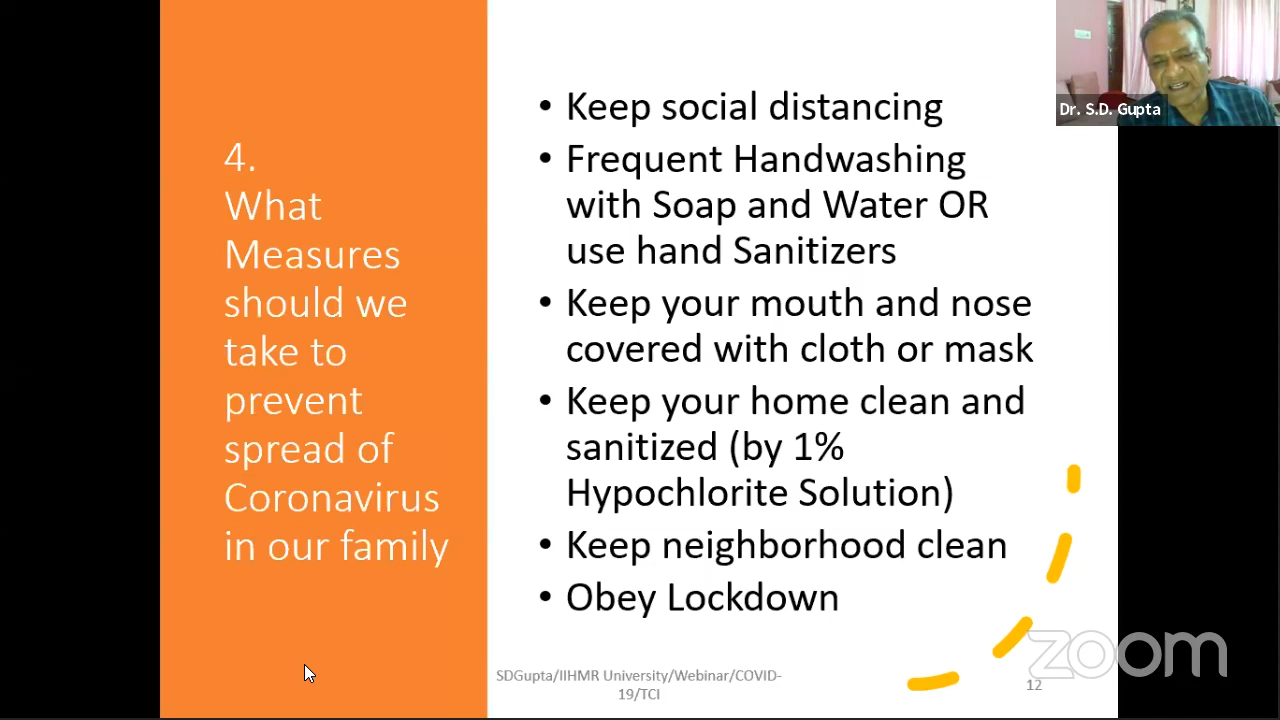 4.
What
Measures
should we
take to
prevent
spread of
Coronavirus
in our family
• Keep social distancing
• Frequent Handwashing
with Soap and Water OR
use hand Sanitizers
• Keep your mouth and nose
covered with cloth or mask
• Keep your home clean and
sanitized (by 1%
Hypochlorite Solution)
• Keep neighborhood clean
• Obey Lockdown
SDGupta/IIHMR University/Webinar/COVID-
19/TCI
12
Dr. S.D. Gupta
zoom